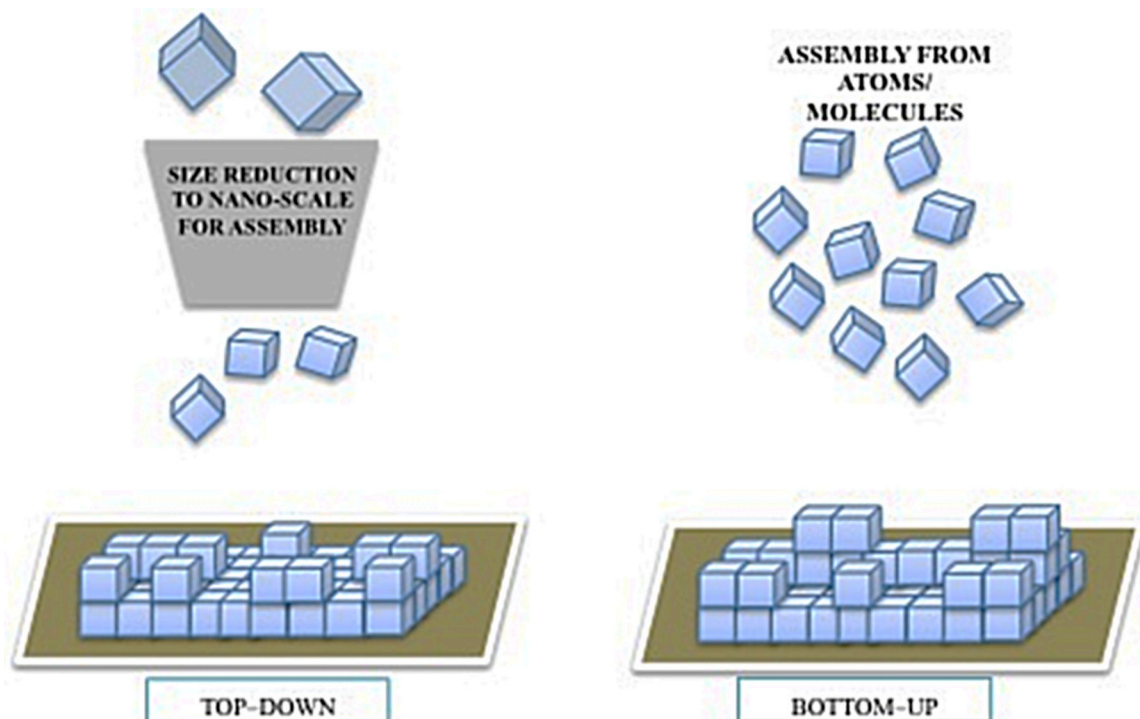 SIZE REDUCTION
TO NANO-SCALE
FOR ASSEMBLY
ASSEMBLY FROM
ATOMS/
MOLECULES
TOP–DOWN
BOTTOM–UP